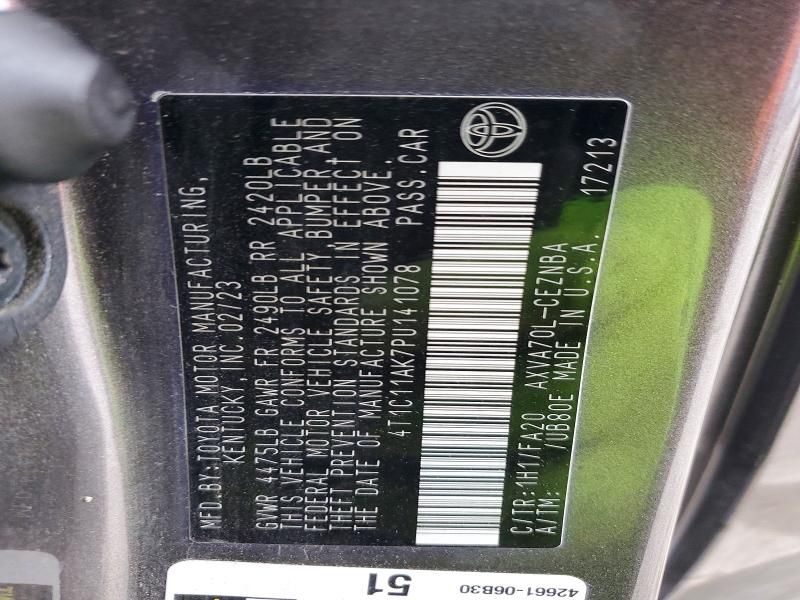 MFD.BY:TOYOTA MOTOR MANUFACTURING,
KENTUCKY, INC.02/23
GVWR 4475LB GAWR FR 2490LB RR 2420LB
THIS VEHICLE CONFORMS TO ALL APPLICABLE
FEDERAL MOTOR VEHICLE SAFETY, BUMPER,AND
THEFT PREVENTION STANDARDS IN EFFECT ON
THE DATE OF MANUFACTURE SHOWN ABOVE.
4T1C11AK7PU141078 PASS.CAR
C/TR:1H1/FA20 AXVA70L-CEZNBA
A/TM: /UB80E MADE IN U.S.A. 17213
51
42661-06B30